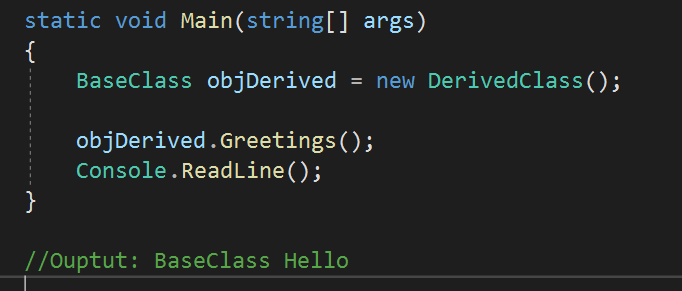 static void Main(string[] args)
{
BaseClass objDerived = new DerivedClass();
objDerived.Greetings();
Console.ReadLine();
}
//Ouptut: BaseClass Hello